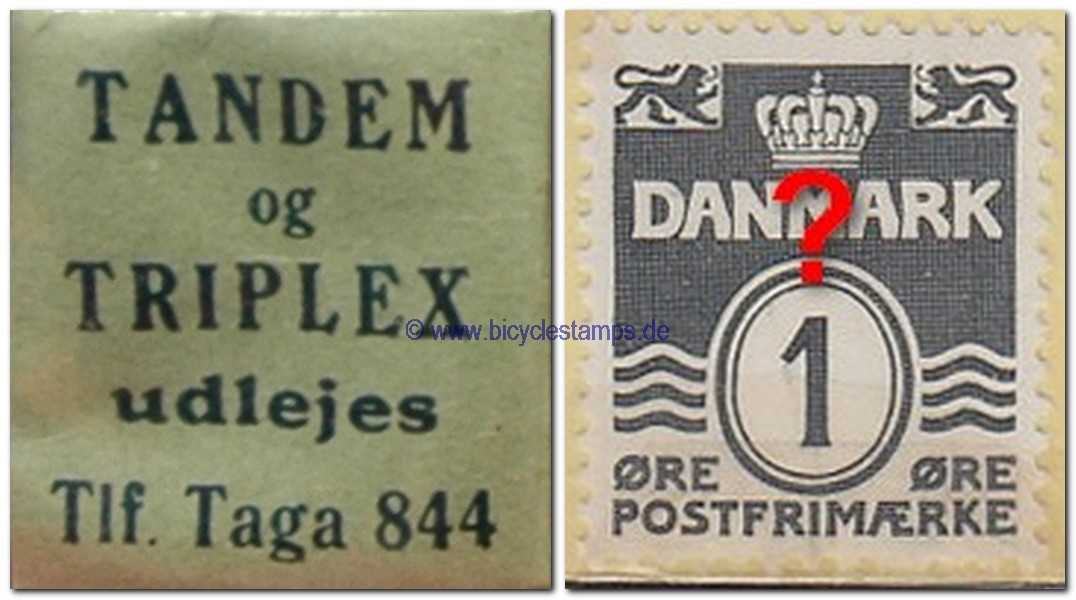 TANDEM
og
TRIPLEX
udlejes
Tlf. Taga 844
© www.bicyclestamps.de
DANMARK
?
1
ØRE ØRE
POSTFRIMÆRKE